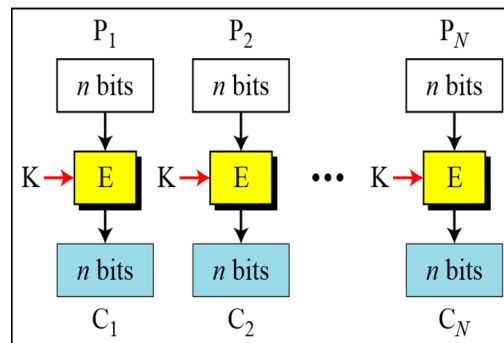 P1 P2 PN
n bits n bits n bits
K E K E ••• K E
n bits n bits n bits
C1 C2 CN